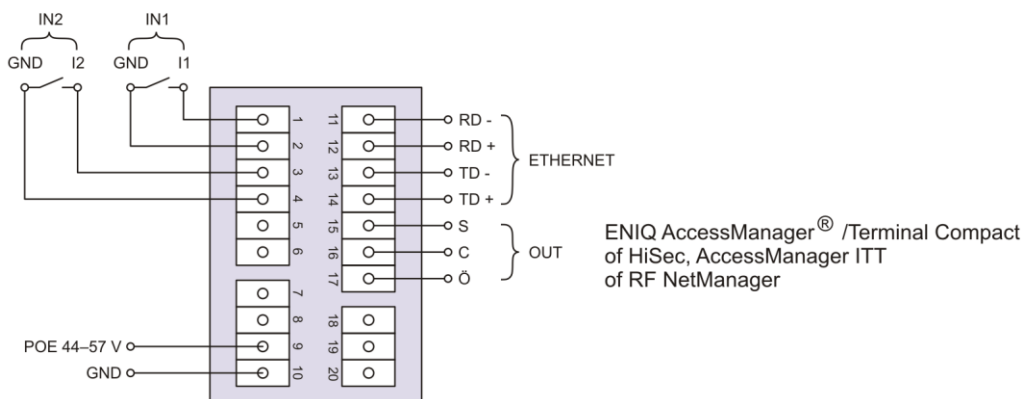 IN2 IN1
GND I2 GND I1
1 11 RD -
2 12 RD +
ETHERNET
3 13 TD -
4 14 TD +
5 15 S
6 16 C
OUT
17 Ö
ENIQ AccessManager® /Terminal Compact
of HiSec, AccessManager ITT
of RF NetManager
7
8 18
POE 44–57 V 9 19
GND 10 20